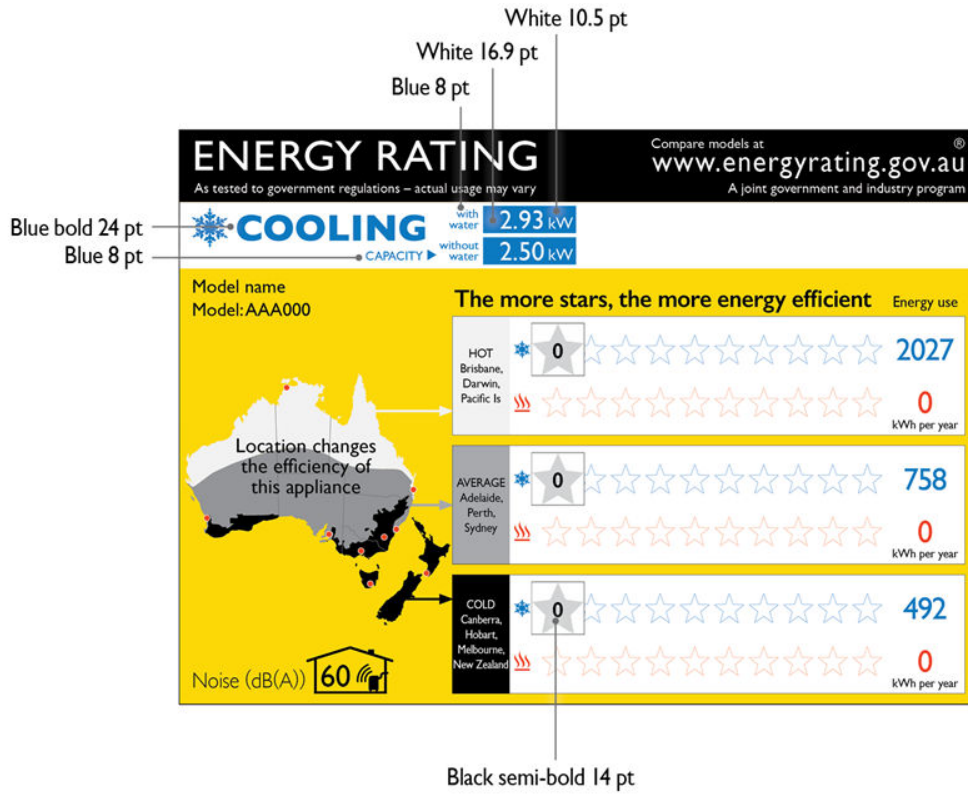 White 10.5 pt
White 16.9 pt
Blue 8 pt
ENERGY RATING
As tested to government regulations – actual usage may vary
Compare models at
www.energyrating.gov.au ®
A joint government and industry program
Blue bold 24 pt
COOLING
with
water
2.93 kW
Blue 8 pt
CAPACITY ▶
without
water
2.50 kW
Model name
Model: AAA000
The more stars, the more energy efficient
Energy use
HOT
Brisbane,
Darwin,
Pacific Is
0
2027
0
kWh per year
Location changes
the efficiency of
this appliance
AVERAGE
Adelaide,
Perth,
Sydney
0
758
0
kWh per year
COLD
Canberra,
Hobart,
Melbourne,
New Zealand
0
492
0
kWh per year
Noise (dB(A)) 60
Black semi-bold 14 pt